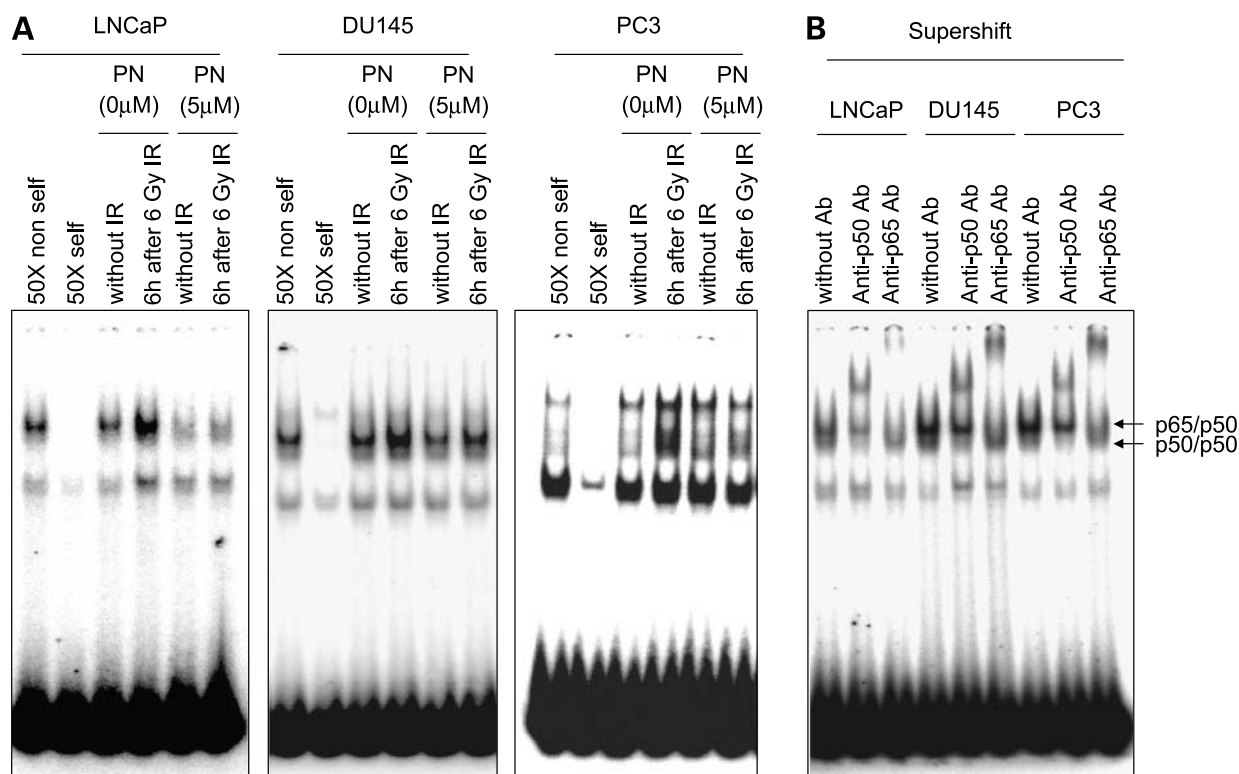 A
LNCaP
DU145
PC3
B
Supershift
PN
(0μM)
PN
(5μM)
PN
(0μM)
PN
(5μM)
PN
(0μM)
PN
(5μM)
LNCaP
DU145
PC3
50X non self
50X self
without IR
6h after 6 Gy IR
without IR
6h after 6 Gy IR
50X non self
50X self
without IR
6h after 6 Gy IR
without IR
6h after 6 Gy IR
50X non self
50X self
without IR
6h after 6 Gy IR
without IR
6h after 6 Gy IR
without Ab
Anti-p50 Ab
Anti-p65 Ab
without Ab
Anti-p50 Ab
Anti-p65 Ab
without Ab
Anti-p50 Ab
Anti-p65 Ab
p65/p50
p50/p50